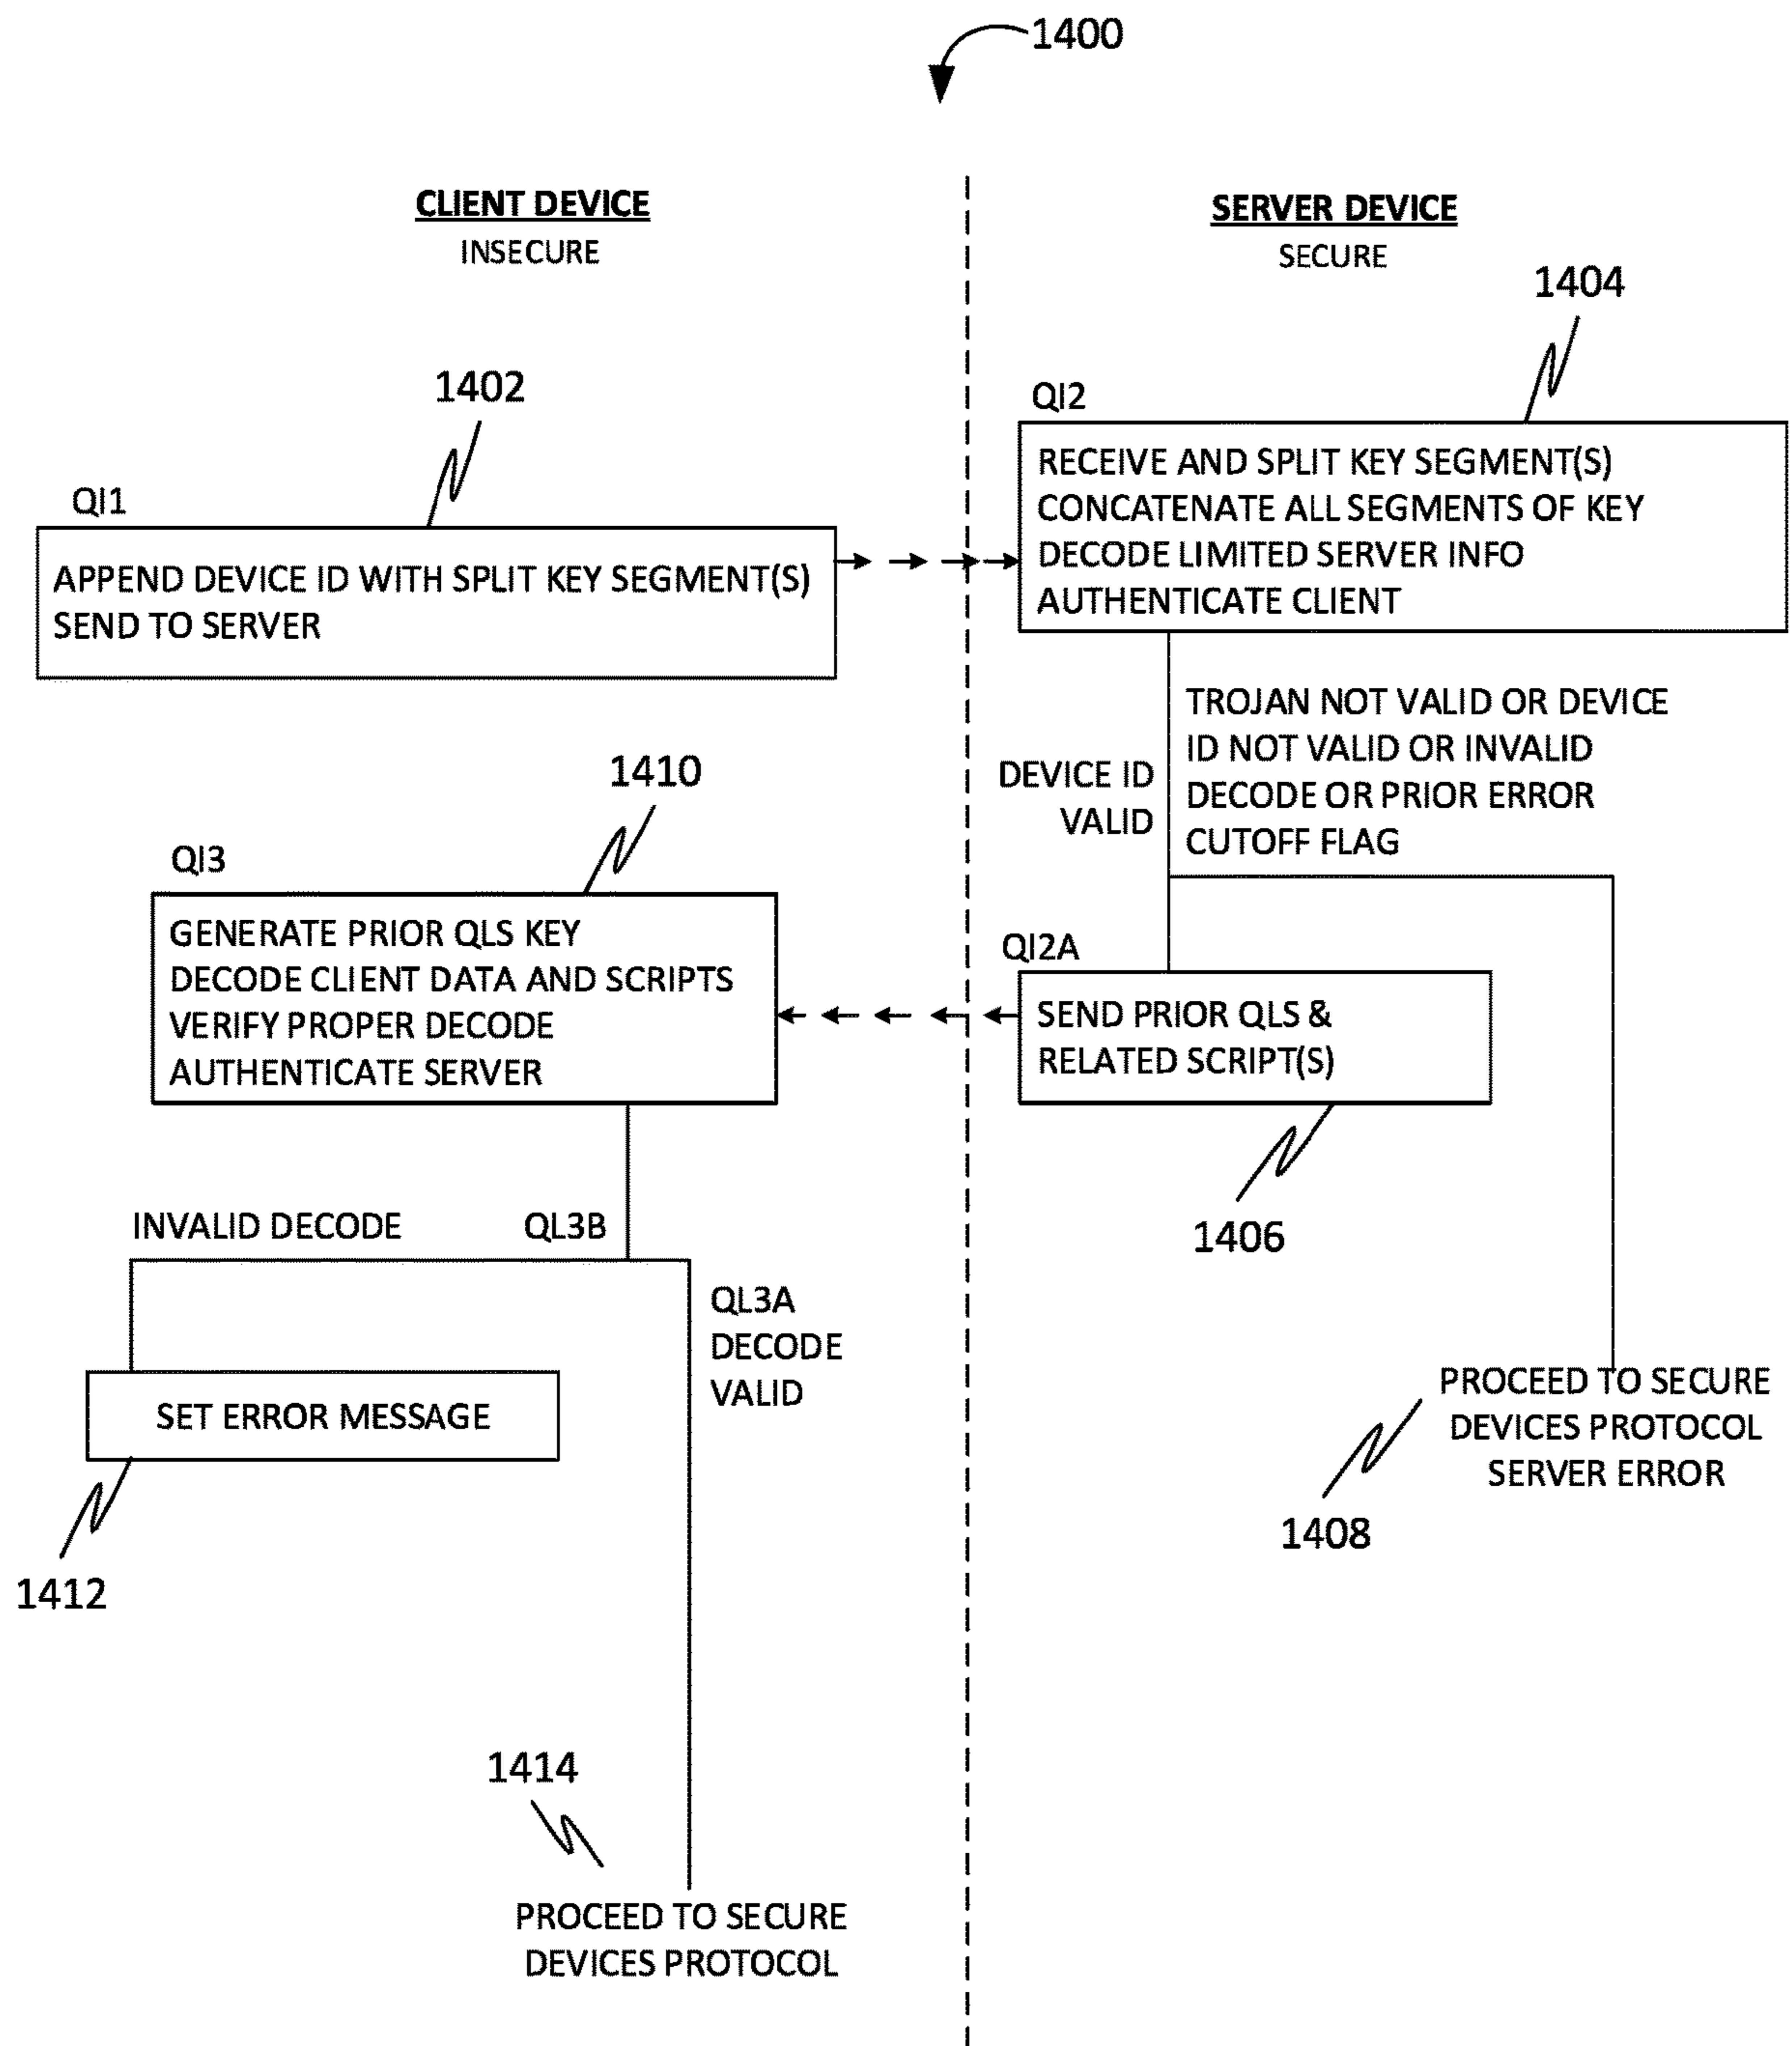 1400
CLIENT DEVICE
INSECURE
SERVER DEVICE
SECURE
1402
QI1
APPEND DEVICE ID WITH SPLIT KEY SEGMENT(S)
SEND TO SERVER
1404
QI2
RECEIVE AND SPLIT KEY SEGMENT(S)
CONCATENATE ALL SEGMENTS OF KEY
DECODE LIMITED SERVER INFO
AUTHENTICATE CLIENT
DEVICE ID
VALID
TROJAN NOT VALID OR DEVICE
ID NOT VALID OR INVALID
DECODE OR PRIOR ERROR
CUTOFF FLAG
1410
QI3
GENERATE PRIOR QLS KEY
DECODE CLIENT DATA AND SCRIPTS
VERIFY PROPER DECODE
AUTHENTICATE SERVER
QI2A
SEND PRIOR QLS &
RELATED SCRIPT(S)
1406
INVALID DECODE
QL3B
QL3A
DECODE
VALID
SET ERROR MESSAGE
1412
PROCEED TO SECURE
DEVICES PROTOCOL
SERVER ERROR
1408
1414
PROCEED TO SECURE
DEVICES PROTOCOL